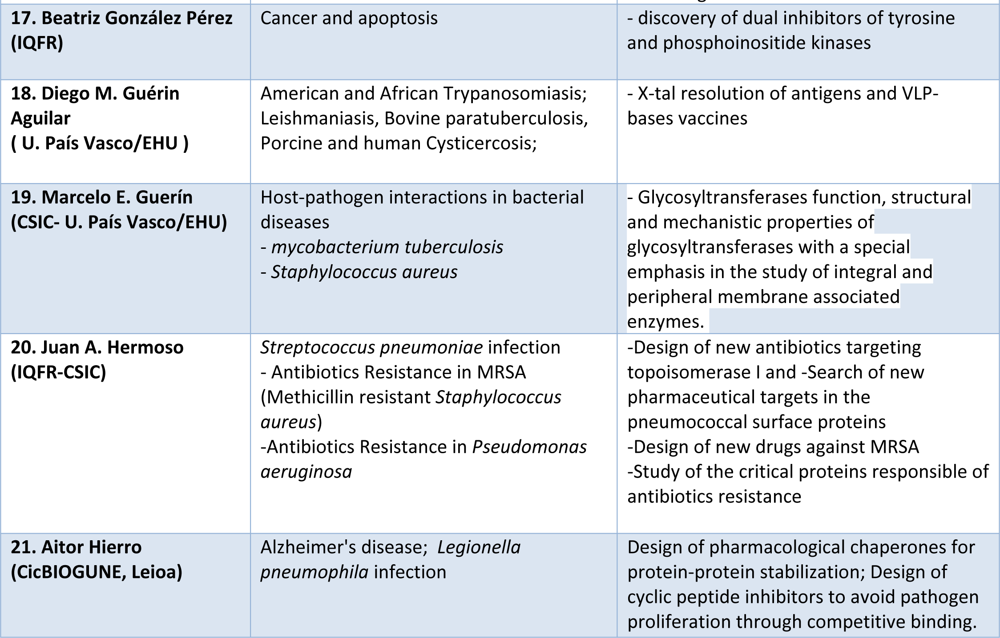 17. Beatriz González Pérez
(IQFR)
Cancer and apoptosis
- discovery of dual inhibitors of tyrosine
and phosphoinositide kinases
18. Diego M. Guérin
Aguilar
( U. País Vasco/EHU )
American and African Trypanosomiasis;
Leishmaniasis, Bovine paratuberculosis,
Porcine and human Cysticercosis;
- X-tal resolution of antigens and VLP-
bases vaccines
19. Marcelo E. Guerín
(CSIC- U. País Vasco/EHU)
Host-pathogen interactions in bacterial
diseases
- mycobacterium tuberculosis
- Staphylococcus aureus
- Glycosyltransferases function, structural
and mechanistic properties of
glycosyltransferases with a special
emphasis in the study of integral and
peripheral membrane associated
enzymes.
20. Juan A. Hermoso
(IQFR-CSIC)
Streptococcus pneumoniae infection
- Antibiotics Resistance in MRSA
(Methicillin resistant Staphylococcus
aureus)
-Antibiotics Resistance in Pseudomonas
aeruginosa
-Design of new antibiotics targeting
topoisomerase I and -Search of new
pharmaceutical targets in the
pneumococcal surface proteins
-Design of new drugs against MRSA
-Study of the critical proteins responsible of
antibiotics resistance
21. Aitor Hierro
(CicBIOGUNE, Leioa)
Alzheimer's disease;  Legionella
pneumophila infection
Design of pharmacological chaperones for
protein-protein stabilization; Design of
cyclic peptide inhibitors to avoid pathogen
proliferation through competitive binding.